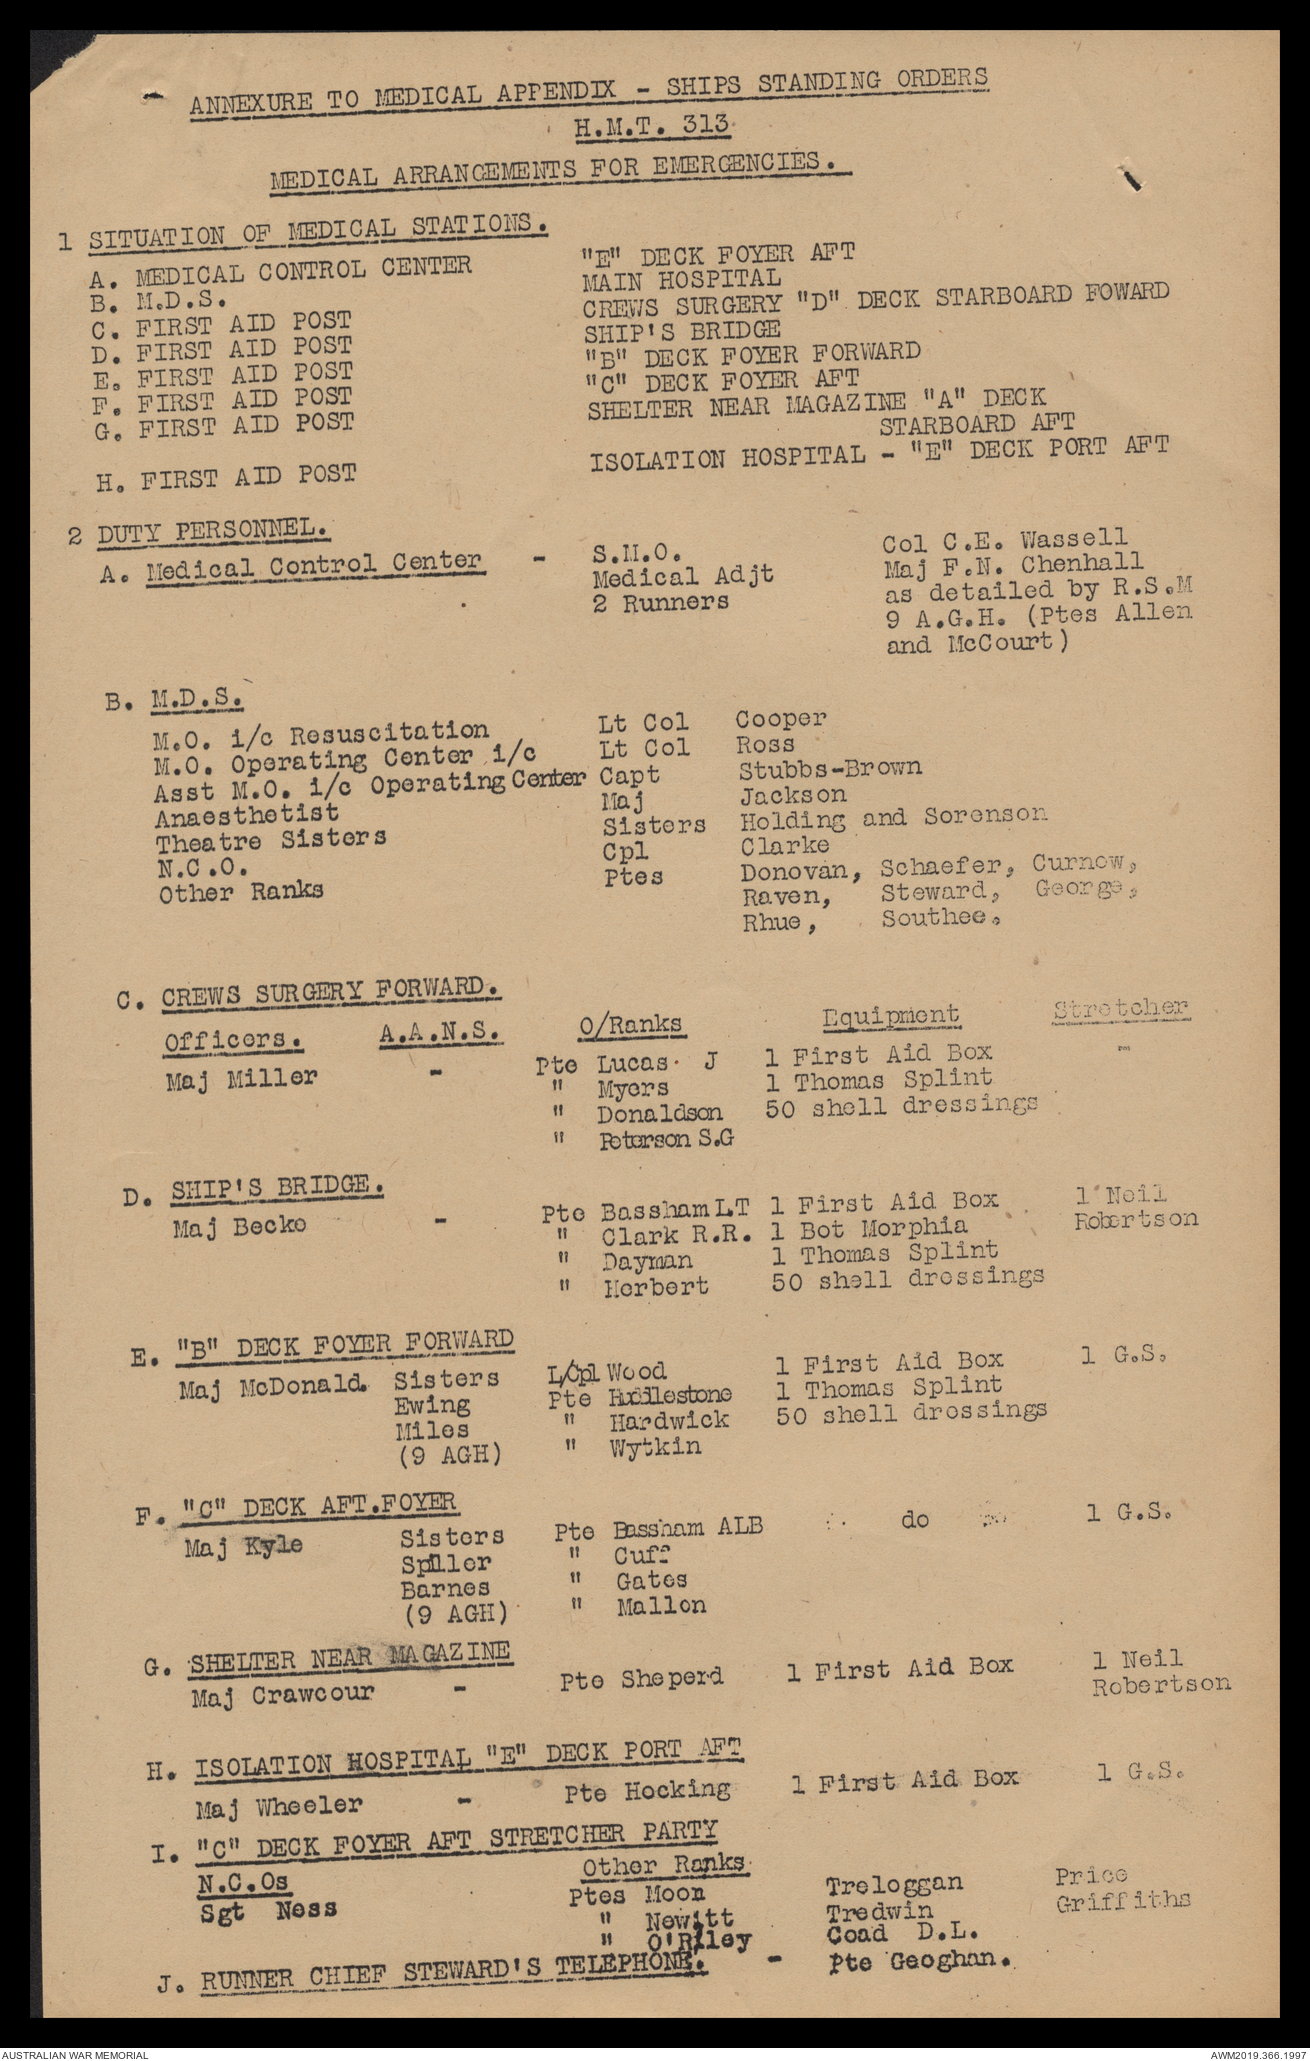 ANNEXURE TO MEDICAL APPENDIX - SHIPS STANDING ORDERS
H.M.T. 313
MEDICAL ARRANGEMENTS FOR EMERGENCIES.
1 SITUATION OF MEDICAL STATIONS.
A. MEDICAL CONTROL CENTER "E" DECK FOYER AFT
B. M.D.S. MAIN HOSPITAL
C. FIRST AID POST CREWS SURGERY "D" DECK STARBOARD FOWARD
D. FIRST AID POST SHIP'S BRIDGE
E. FIRST AID POST "B" DECK FOYER FORWARD
F. FIRST AID POST "C" DECK FOYER AFT
G. FIRST AID POST SHELTER NEAR MAGAZINE "A" DECK
STARBOARD AFT
H. FIRST AID POST ISOLATION HOSPITAL - "E" DECK PORT AFT
2 DUTY PERSONNEL.
A. Medical Control Center - S.M.O. Col C.E. Wassell
Medical Adjt Maj F.N. Chenhall
2 Runners as detailed by R.S.M
9 A.G.H. (Ptes Allen
and McCourt)
B. M.D.S.
M.O. i/c Resuscitation Lt Col Cooper
M.O. Operating Center i/c Lt Col Ross
Asst M.O. i/c Operating Center Capt Stubbs-Brown
Anaesthetist Maj Jackson
Theatre Sisters Sisters Holding and Sorenson
N.C.O. Cpl Clarke
Other Ranks Ptes Donovan, Schaefer, Curnow,
Raven, Steward, George,
Rhue, Southee.
C. CREWS SURGERY FORWARD.
Officers. A.A.N.S. O/Ranks Equipment Stretcher
Maj Miller - Pte Lucas J 1 First Aid Box -
" Myers 1 Thomas Splint
" Donaldson 50 shell dressings
" Peterson S.G
D. SHIP'S BRIDGE.
Maj Becke - Pte Bassham L.T 1 First Aid Box 1 Neil
" Clark R.R. 1 Bot Morphia Robertson
" Dayman 1 Thomas Splint
" Herbert 50 shell dressings
E. "B" DECK FOYER FORWARD
Maj McDonald. Sisters L/Cpl Wood 1 First Aid Box 1 G.S.
Ewing Pte Huddlestone 1 Thomas Splint
Miles " Hardwick 50 shell dressings
(9 AGH) " Wytkin
F. "C" DECK AFT.FOYER
Maj Kyle Sisters Pte Bassham ALB do 1 G.S.
Spiller " Cuff
Barnes " Gates
(9 AGH) " Mallon
G. SHELTER NEAR MAGAZINE
Maj Crawcour - Pte Sheperd 1 First Aid Box 1 Neil
Robertson
H. ISOLATION HOSPITAL "E" DECK PORT AFT
Maj Wheeler - Pte Hocking 1 First Aid Box 1 G.S.
I. "C" DECK FOYER AFT STRETCHER PARTY
N.C.Os Other Ranks
Sgt Ness Ptes Moon Treloggan Price
" Newitt Tredwin Griffiths
" O'Riley Coad D.L.
J. RUNNER CHIEF STEWARD'S TELEPHONE. - Pte Geoghan.
AUSTRALIAN WAR MEMORIAL AWM2019.366.1997